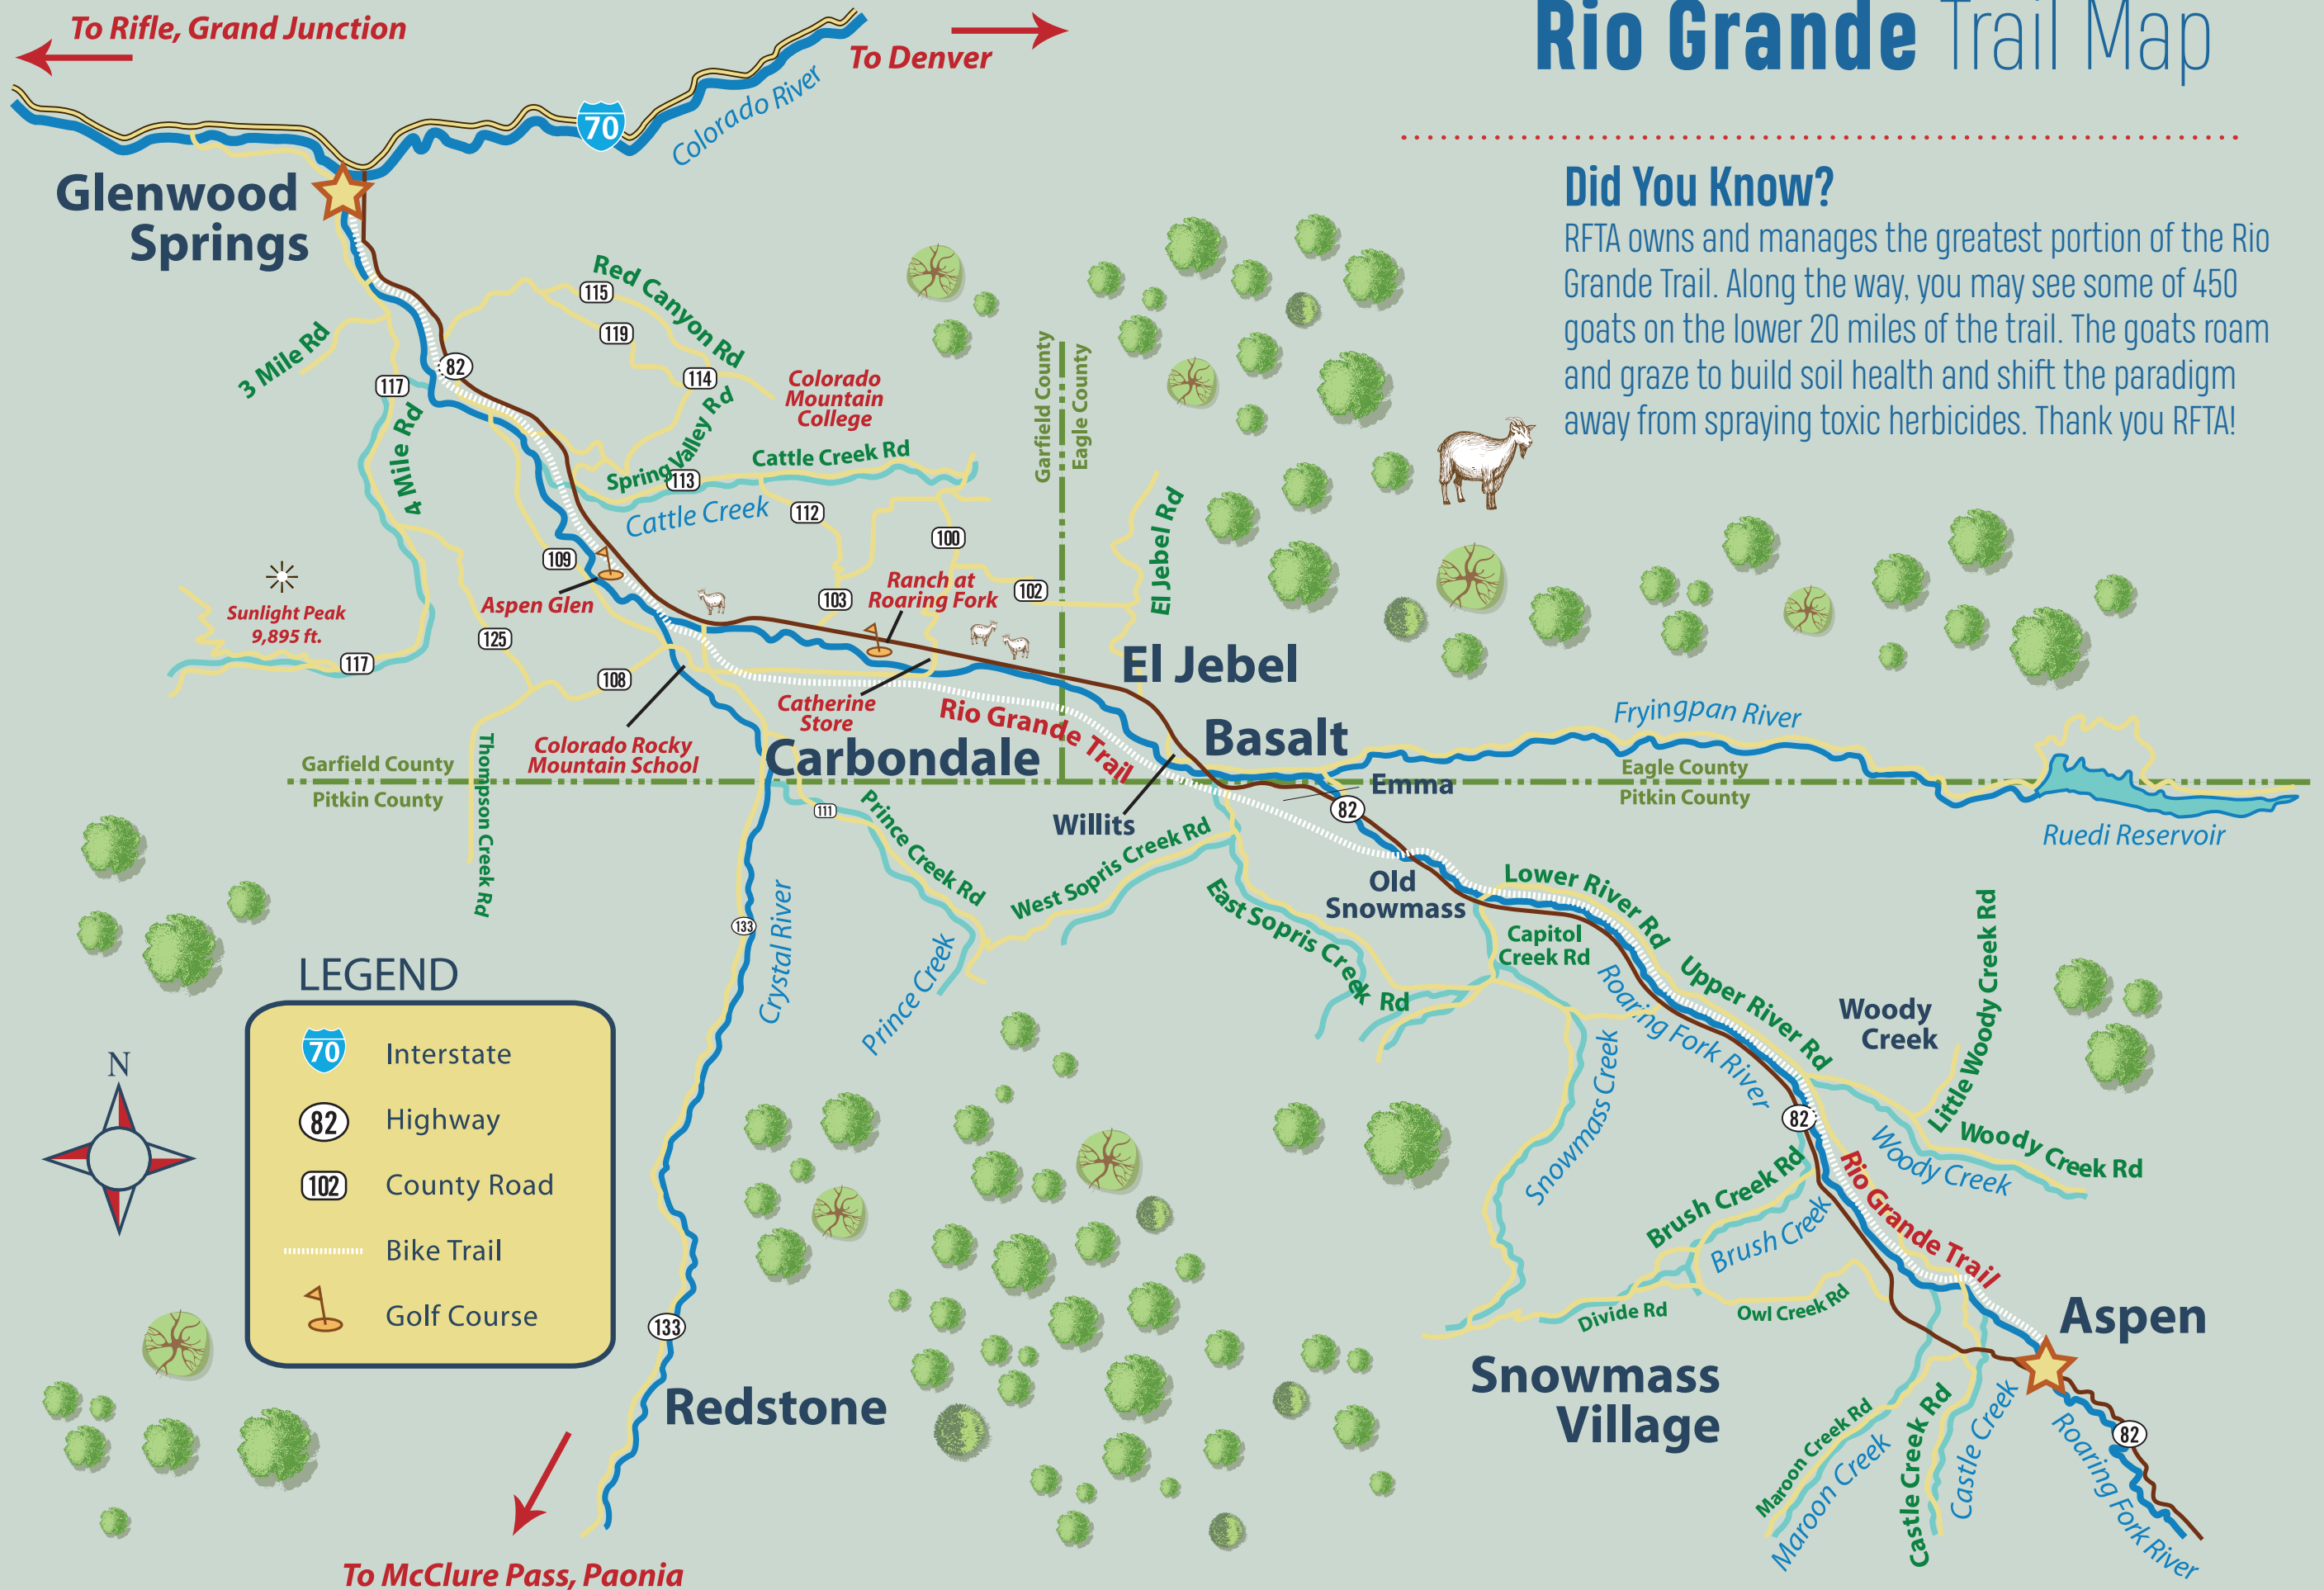 To Rifle, Grand Junction
To Denver
Rio Grande Trail Map
70
Colorado River
Did You Know?
RFTA owns and manages the greatest portion of the Rio
Grande Trail. Along the way, you may see some of 450
goats on the lower 20 miles of the trail. The goats roam
and graze to build soil health and shift the paradigm
away from spraying toxic herbicides. Thank you RFTA!
Glenwood
Springs
Red Canyon Rd
115
119
114
3 Mile Rd
82
117
4 Mile Rd
Colorado
Mountain
College
Garfield County
Eagle County
Spring Valley Rd
113
Cattle Creek Rd
Cattle Creek
112
100
El Jebel Rd
109
Aspen Glen
103
Ranch at
Roaring Fork
102
Sunlight Peak
9,895 ft.
117
125
108
El Jebel
Catherine
Store
Rio Grande Trail
Colorado Rocky
Mountain School
Carbondale
Basalt
Fryingpan River
Garfield County
Pitkin County
Thompson Creek Rd
Eagle County
Pitkin County
Emma
82
Willits
Ruedi Reservoir
111
Prince Creek Rd
West Sopris Creek Rd
East Sopris Creek Rd
Old
Snowmass
Lower River Rd
Capitol
Creek Rd
133
Crystal River
Prince Creek
Roaring Fork River
Upper River Rd
Woody
Creek
Little Woody Creek Rd
LEGEND
70
Interstate
82
Highway
102
County Road
Bike Trail
Golf Course
N
Snowmass Creek
82
Woody Creek Rd
Woody Creek
Brush Creek Rd
Brush Creek
Rio Grande Trail
Divide Rd
Owl Creek Rd
Aspen
133
Redstone
Snowmass
Village
Maroon Creek Rd
Maroon Creek
Castle Creek Rd
Castle Creek
82
Roaring Fork River
To McClure Pass, Paonia